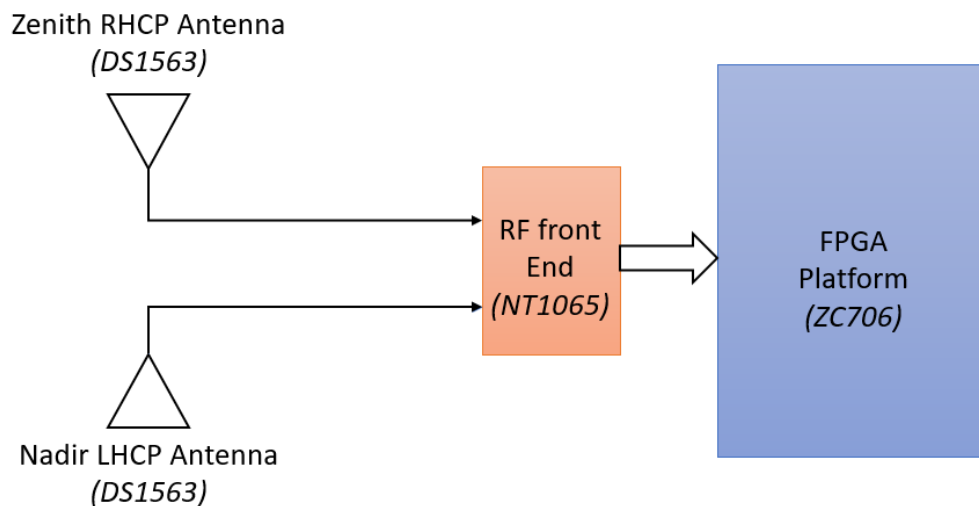 Zenith RHCP Antenna
(DS1563)
RF front
End
(NT1065)
FPGA
Platform
(ZC706)
Nadir LHCP Antenna
(DS1563)